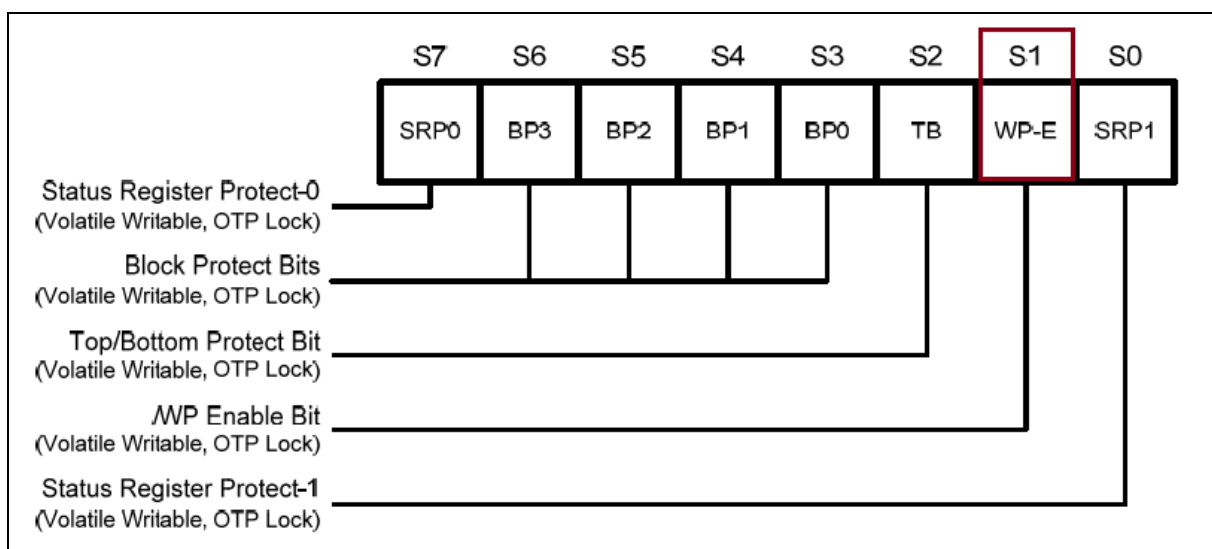 S7 S6 S5 S4 S3 S2 S1 S0
SRP0 BP3 BP2 BP1 BP0 TB WP-E SRP1
Status Register Protect-0
(Volatile Writable, OTP Lock)
Block Protect Bits
(Volatile Writable, OTP Lock)
Top/Bottom Protect Bit
(Volatile Writable, OTP Lock)
/WP Enable Bit
(Volatile Writable, OTP Lock)
Status Register Protect-1
(Volatile Writable, OTP Lock)